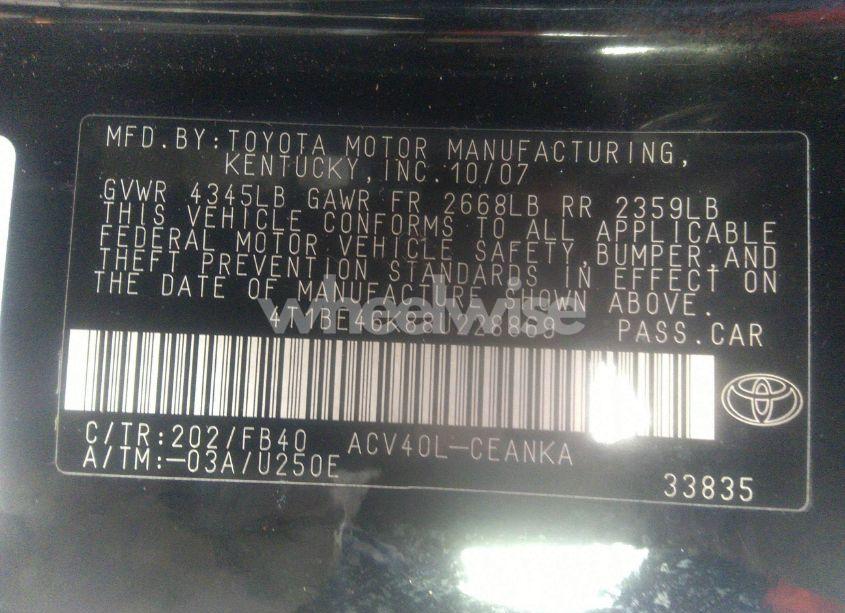 MFD.BY:TOYOTA MOTOR MANUFACTURING,
KENTUCKY,INC.10/07
GVWR 4345LB GAWR FR 2668LB RR 2359LB
THIS VEHICLE CONFORMS TO ALL APPLICABLE
FEDERAL MOTOR VEHICLE SAFETY,BUMPER,AND
THEFT PREVENTION STANDARDS IN EFFECT ON
THE DATE OF MANUFACTURE SHOWN ABOVE.
wheelwise
PASS.CAR
C/TR:202/FB40 ACV40L-CEANKA
A/TM:-03A/U250E
33835